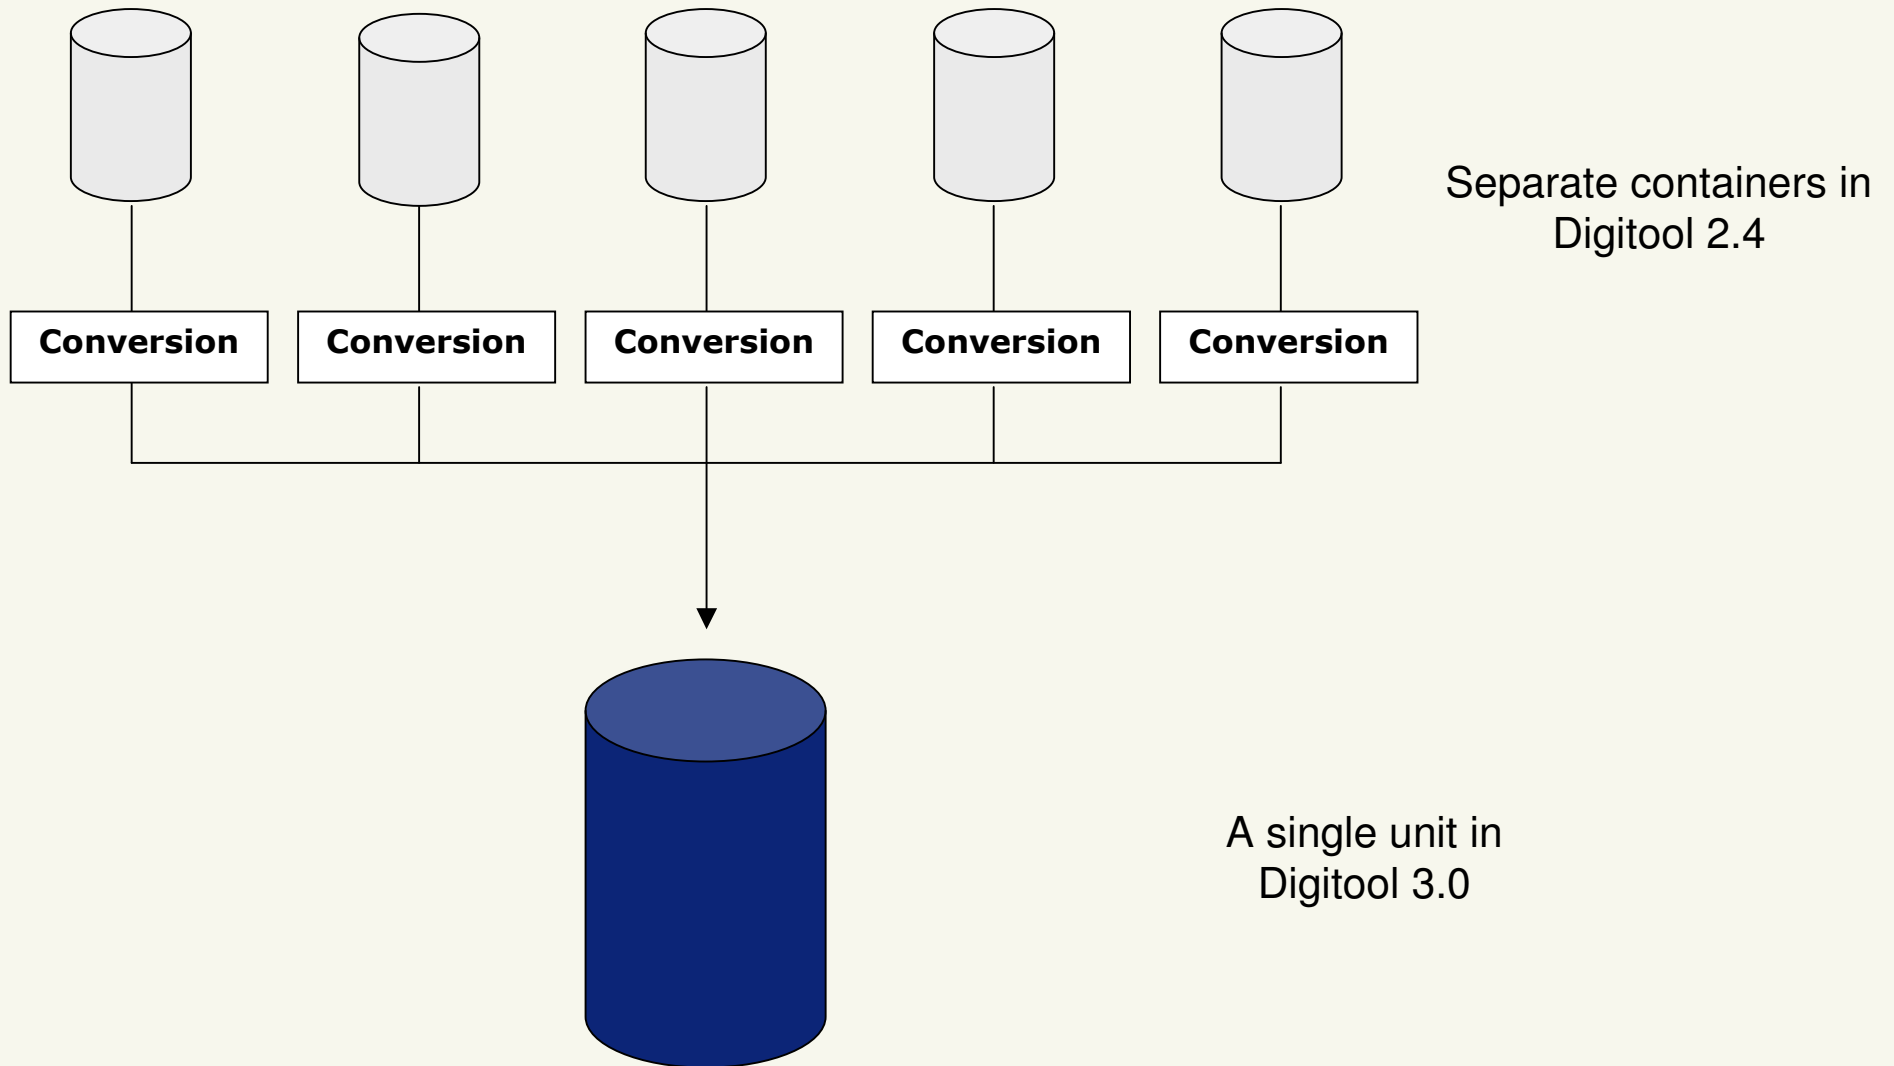 Separate containers in
Digitool 2.4
Conversion
Conversion
Conversion
Conversion
Conversion
A single unit in
Digitool 3.0